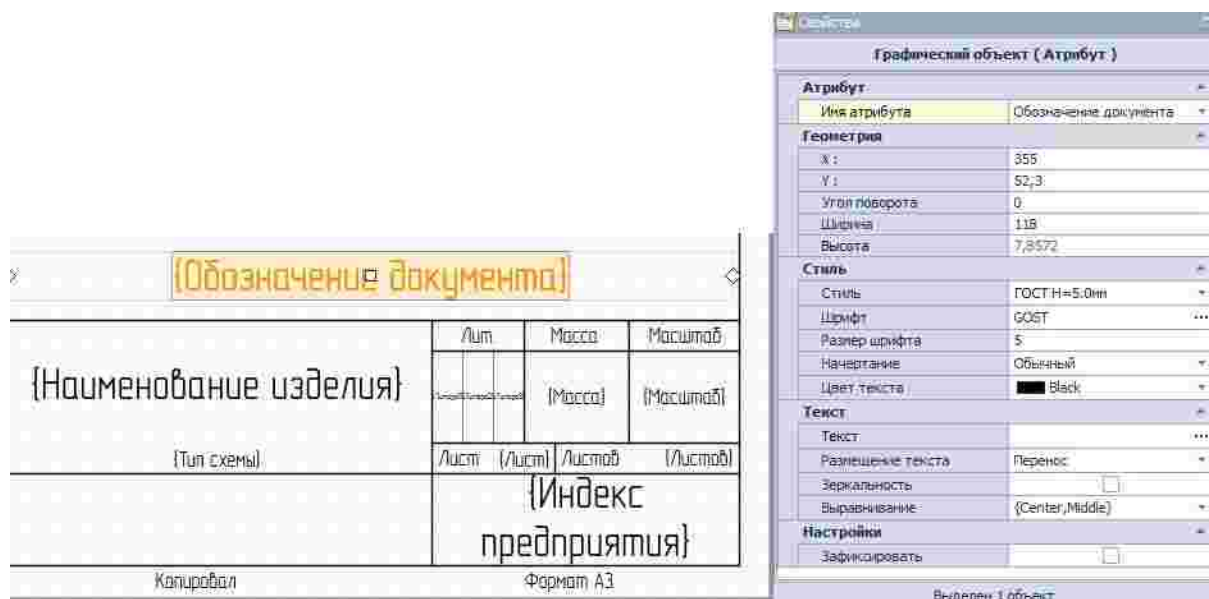 {Обозначение документа}
Лит. Масса Масштаб
{Наименование изделия}
{Масса} {Масштаб}
{Тип схемы}
Лист {Лист} Листов {Листов}
{Индекс
предприятия}
Копировал Формат А3
Свойства
Графический объект ( Атрибут )
Атрибут
Имя атрибута Обозначение документа
Геометрия
X : 355
Y : 52,3
Угол поворота 0
Ширина 118
Высота 7,8572
Стиль
Стиль ГОСТ H=5.0мм
Шрифт GOST
Размер шрифта 5
Начертание Обычный
Цвет текста Black
Текст
Текст
Размещение текста Перенос
Зеркальность
Выравнивание {Center,Middle}
Настройки
Зафиксировать
Выделен 1 объект